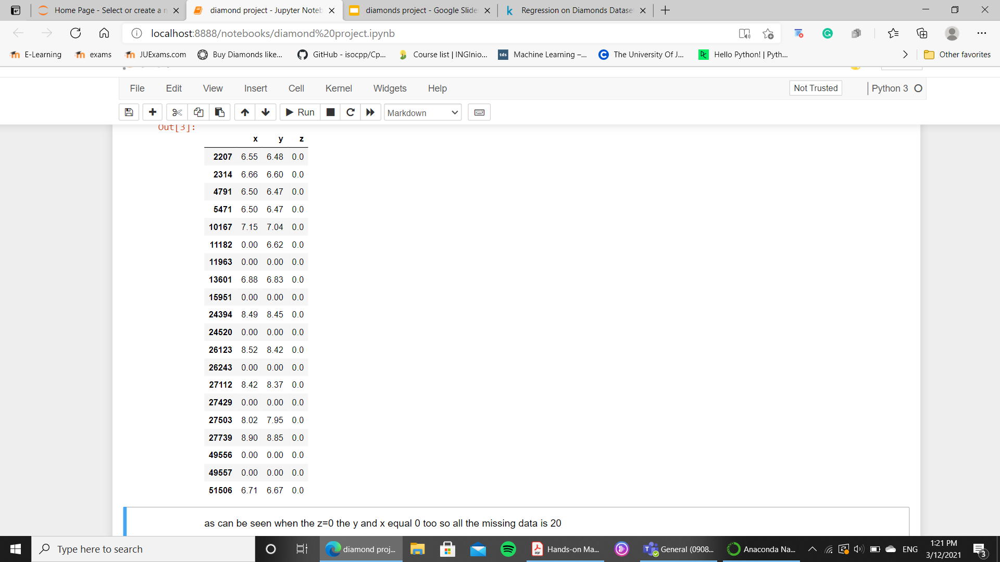 Home Page - Select or create a n
diamond project - Jupyter Noteb
diamonds project - Google Slide
Regression on Diamonds Datase
localhost:8888/notebooks/diamond%20project.ipynb
E-Learning
exams
JUExams.com
Buy Diamonds like...
GitHub - isocpp/Cp...
Course list | INGInio...
tds
Machine Learning –...
The University Of J...
Hello Python! | Pyth...
Other favorites
File Edit View Insert Cell Kernel Widgets Help
Not Trusted
Python 3
Run
Markdown
Out[3]:
x y z
2207 6.55 6.48 0.0
2314 6.66 6.60 0.0
4791 6.50 6.47 0.0
5471 6.50 6.47 0.0
10167 7.15 7.04 0.0
11182 0.00 6.62 0.0
11963 0.00 0.00 0.0
13601 6.88 6.83 0.0
15951 0.00 0.00 0.0
24394 8.49 8.45 0.0
24520 0.00 0.00 0.0
26123 8.52 8.42 0.0
26243 0.00 0.00 0.0
27112 8.42 8.37 0.0
27429 0.00 0.00 0.0
27503 8.02 7.95 0.0
27739 8.90 8.85 0.0
49556 0.00 0.00 0.0
49557 0.00 0.00 0.0
51506 6.71 6.67 0.0
as can be seen when the z=0 the y and x equal 0 too so all the missing data is 20
Type here to search
diamond proj...
Hands-on Ma...
General (0908...
Anaconda Na...
ENG
1:21 PM
3/12/2021
3